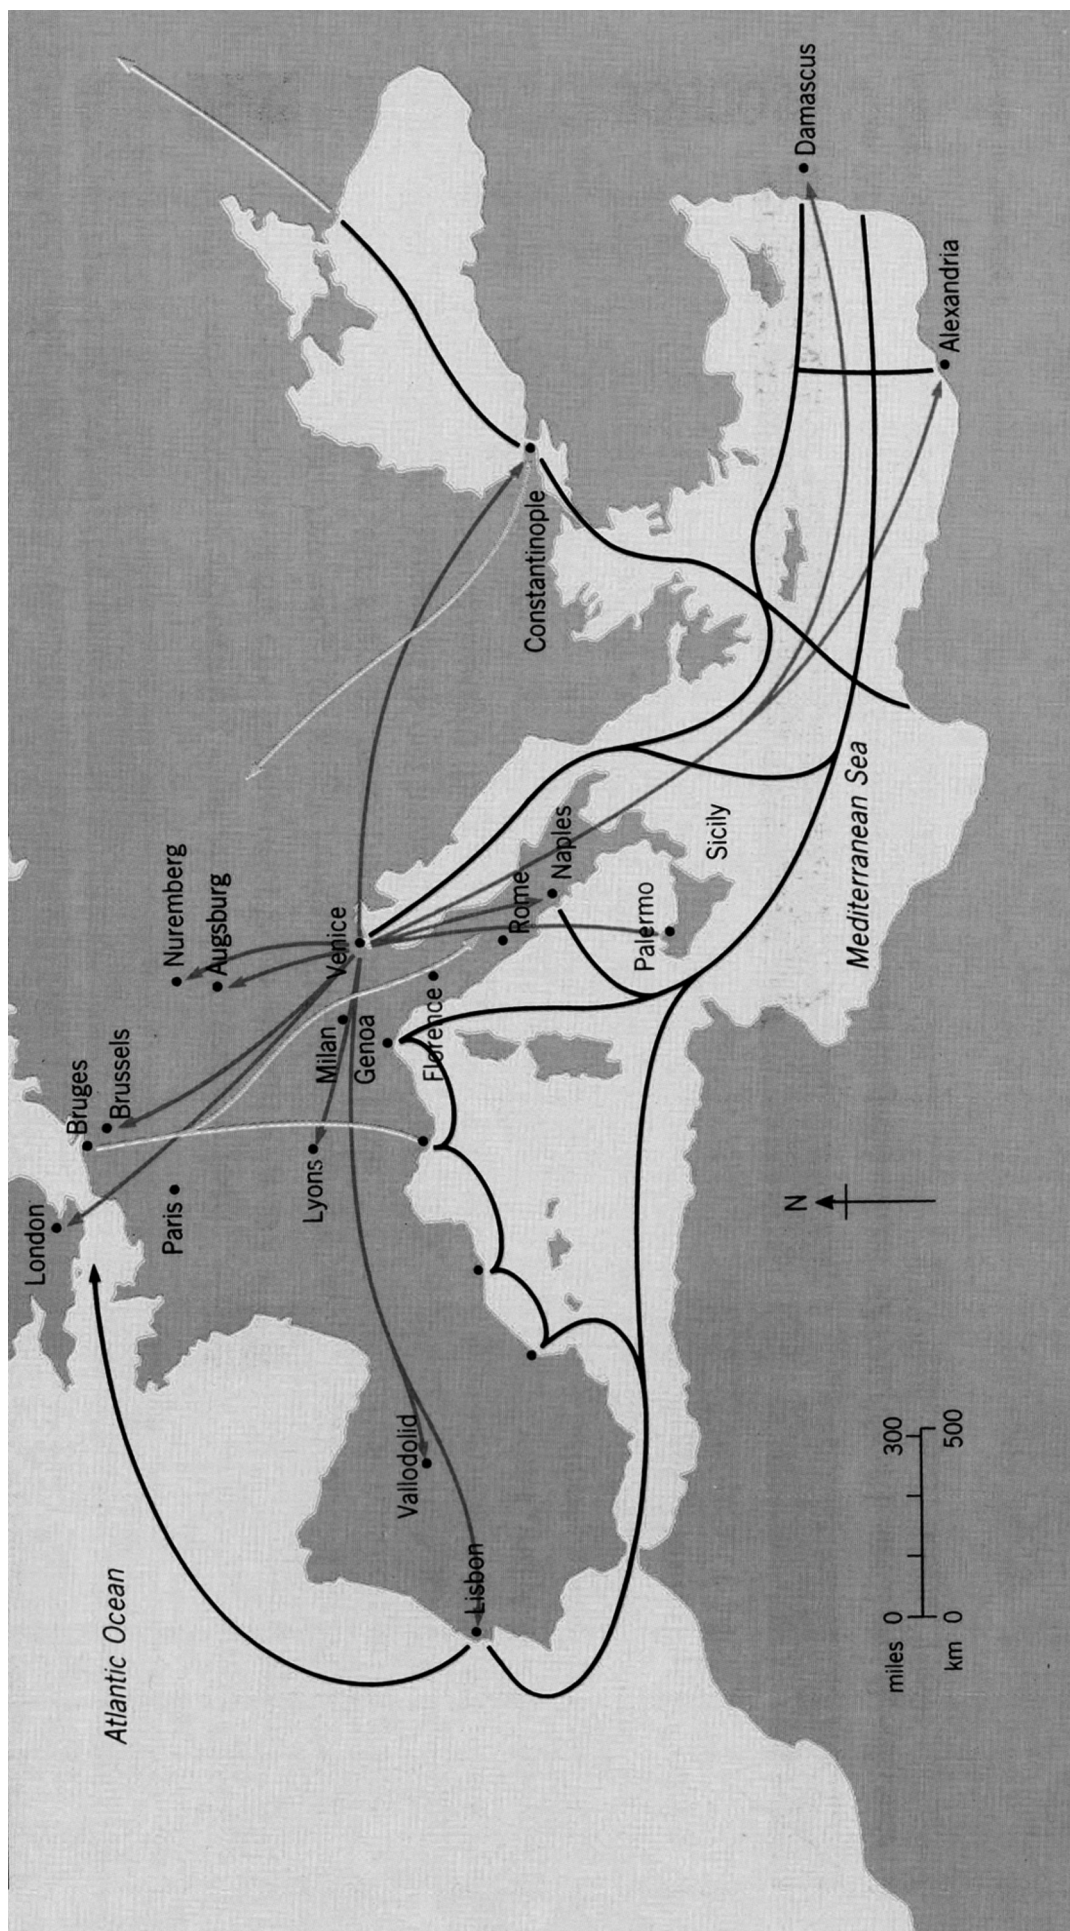 London
Bruges
Brussels
Nuremberg
Augsburg
Paris
Lyons
Milan
Venice
Genoa
Florence
Rome
Naples
Palermo
Sicily
Constantinople
Damascus
Alexandria
Vallodolid
Lisbon
Atlantic Ocean
Mediterranean Sea
N
miles 0 300
km 0 500